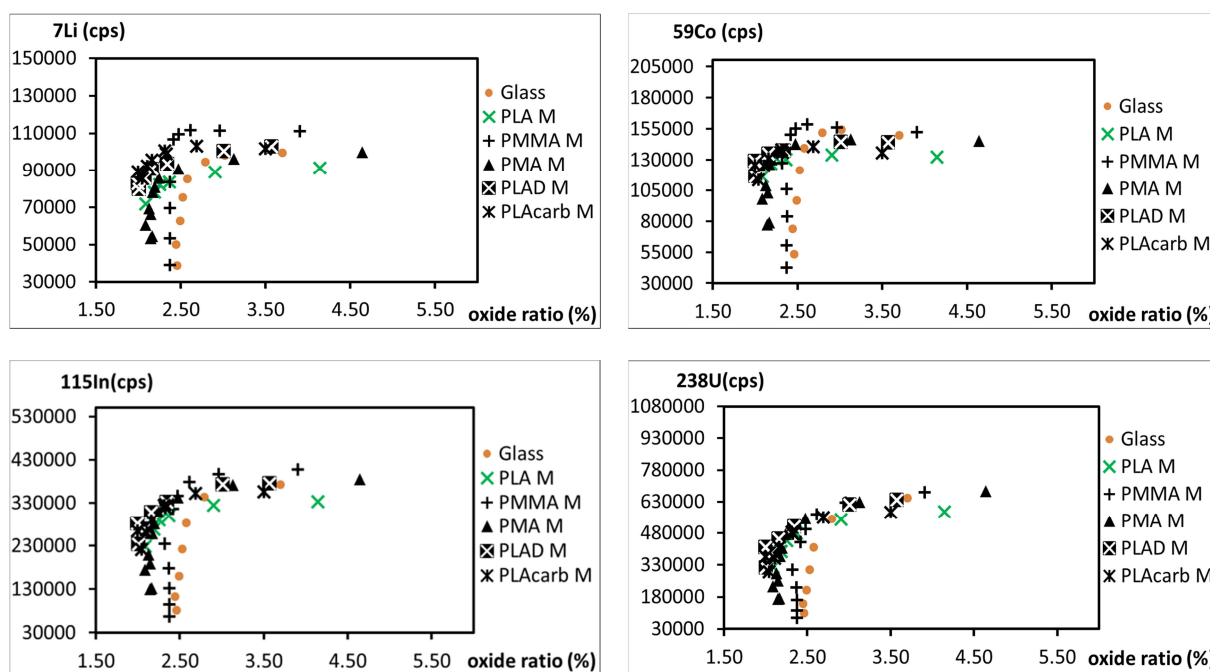 7Li (cps)
150000
130000
110000
90000
70000
50000
30000
1.50 2.50 3.50 4.50 5.50
oxide ratio (%)
Glass
PLA M
PMMA M
PMA M
PLAD M
PLAcarb M
59Co (cps)
205000
180000
155000
130000
105000
80000
55000
30000
1.50 2.50 3.50 4.50 5.50
oxide ratio (%)
Glass
PLA M
PMMA M
PMA M
PLAD M
PLAcarb M
115In(cps)
530000
430000
330000
230000
130000
30000
1.50 2.50 3.50 4.50 5.50
oxide ratio (%)
Glass
PLA M
PMMA M
PMA M
PLAD M
PLAcarb M
238U(cps)
1080000
930000
780000
630000
480000
330000
180000
30000
1.50 2.50 3.50 4.50 5.50
oxide ratio (%)
Glass
PLA M
PMMA M
PMA M
PLAD M
PLAcarb M